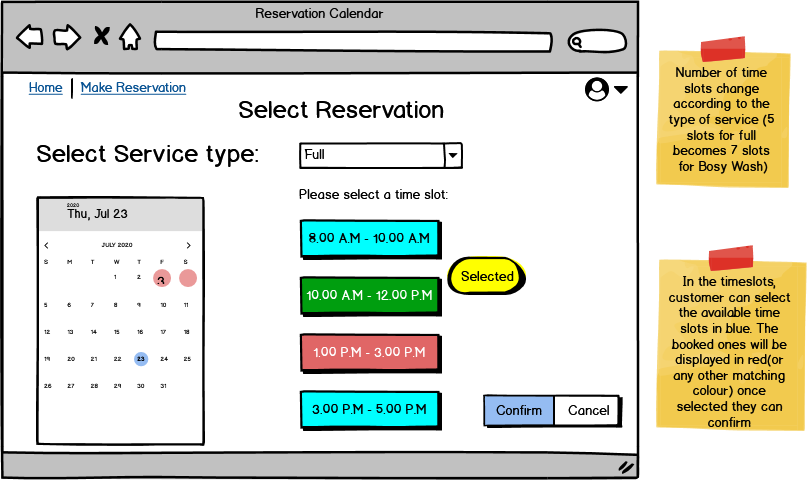 Reservation Calendar
Home
Make Reservation
Select Reservation
Select Service type:
Full
Please select a time slot:
2020
Thu, Jul 23
JULY 2020
S M T W T F S
1 2 3
5 6 7 8 9 10 11
12 13 14 15 16 17 18
19 20 21 22 23 24 25
26 27 28 29 30 31
8.00 A.M - 10.00 A.M
10.00 A.M - 12.00 P.M
Selected
1.00 P.M - 3.00 P.M
3.00 P.M - 5.00 P.M
Confirm
Cancel
Number of time
slots change
according to the
type of service (5
slots for full
becomes 7 slots
for Bosy Wash)
In the timeslots,
customer can select
the available time
slots in blue. The
booked ones will be
displayed in red(or
any other matching
colour) once
selected they can
confirm